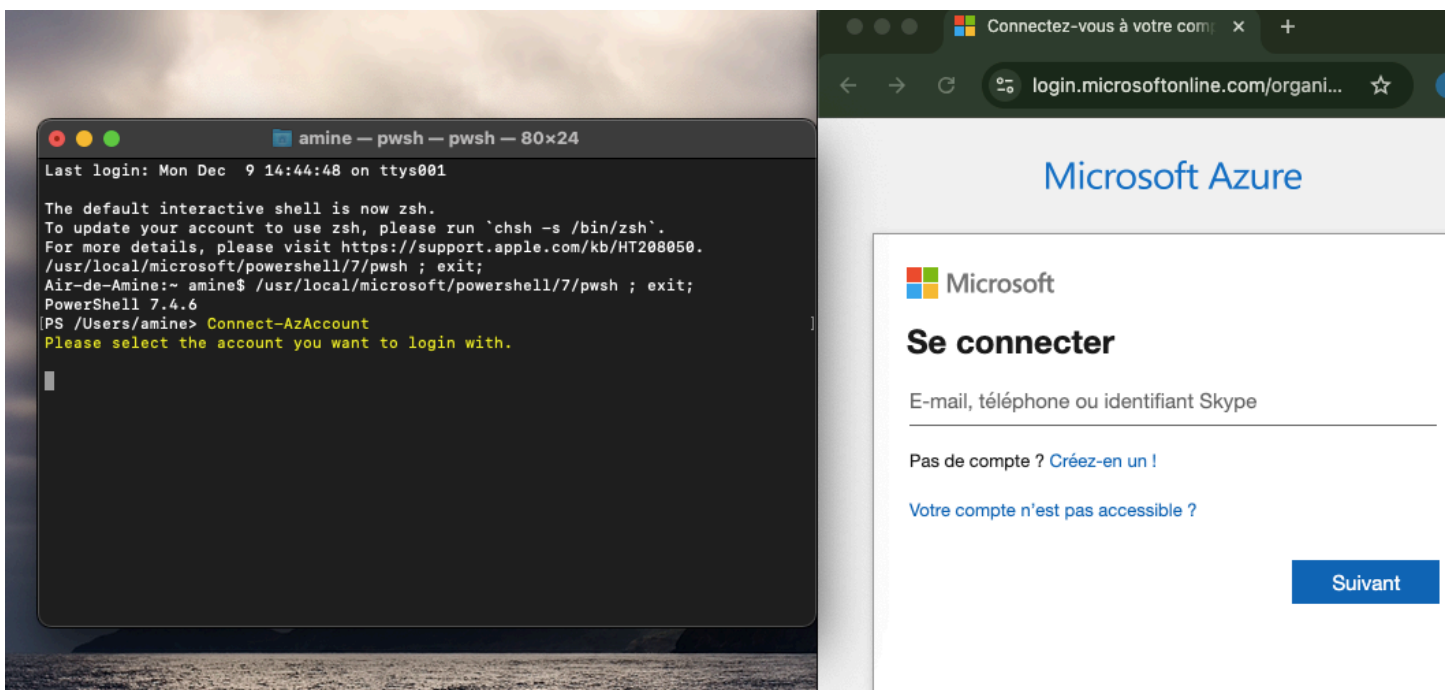 amine — pwsh — pwsh — 80×24
Last login: Mon Dec  9 14:44:48 on ttys001
The default interactive shell is now zsh.
To update your account to use zsh, please run `chsh -s /bin/zsh`.
For more details, please visit https://support.apple.com/kb/HT208050.
/usr/local/microsoft/powershell/7/pwsh ; exit;
Air-de-Amine:~ amine$ /usr/local/microsoft/powershell/7/pwsh ; exit;
PowerShell 7.4.6
[PS /Users/amine> Connect-AzAccount ]
Please select the account you want to login with.
Connectez-vous à votre com
login.microsoftonline.com/organi...
Microsoft Azure
Microsoft
Se connecter
E-mail, téléphone ou identifiant Skype
Pas de compte ? Créez-en un !
Votre compte n'est pas accessible ?
Suivant